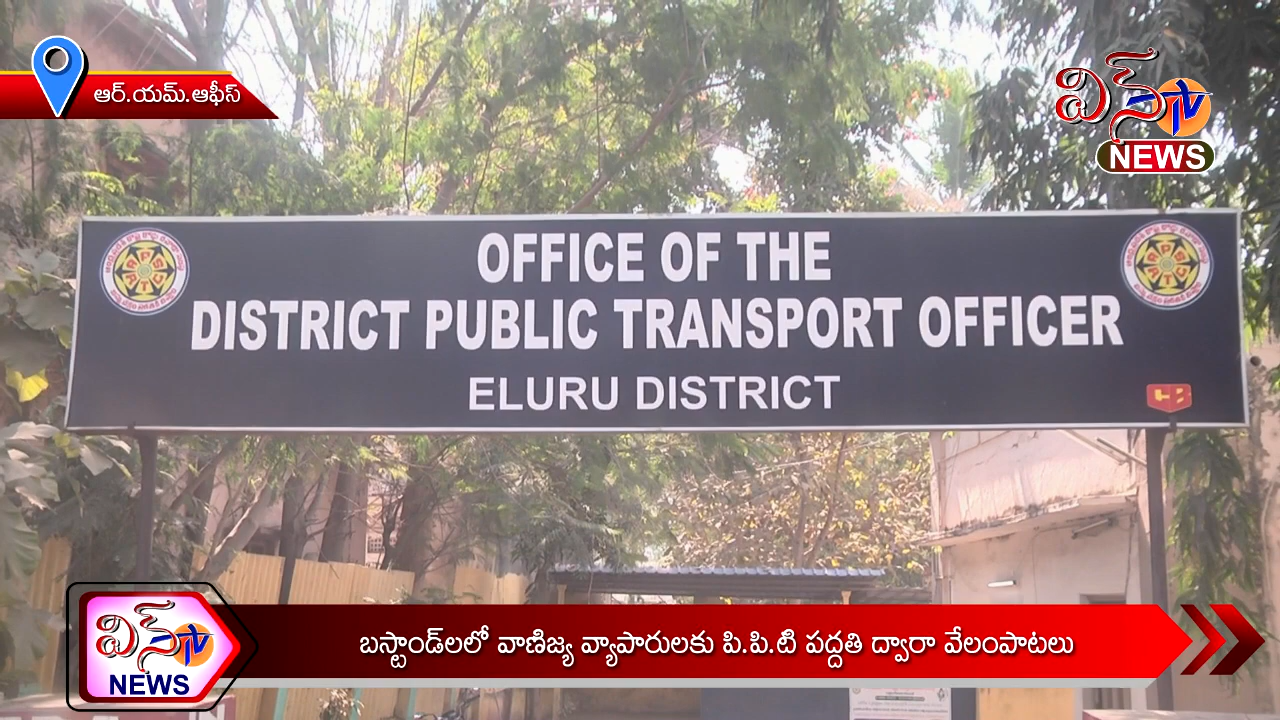 ఆర్.యమ్.ఆఫీస్
విన్ TV
NEWS
OFFICE OF THE
DISTRICT PUBLIC TRANSPORT OFFICER
ELURU DISTRICT
విన్ TV
NEWS
బస్టాండ్‌లలో వాణిజ్య వ్యాపారులకు పి.పి.టి పద్దతి ద్వారా వేలంపాటలు